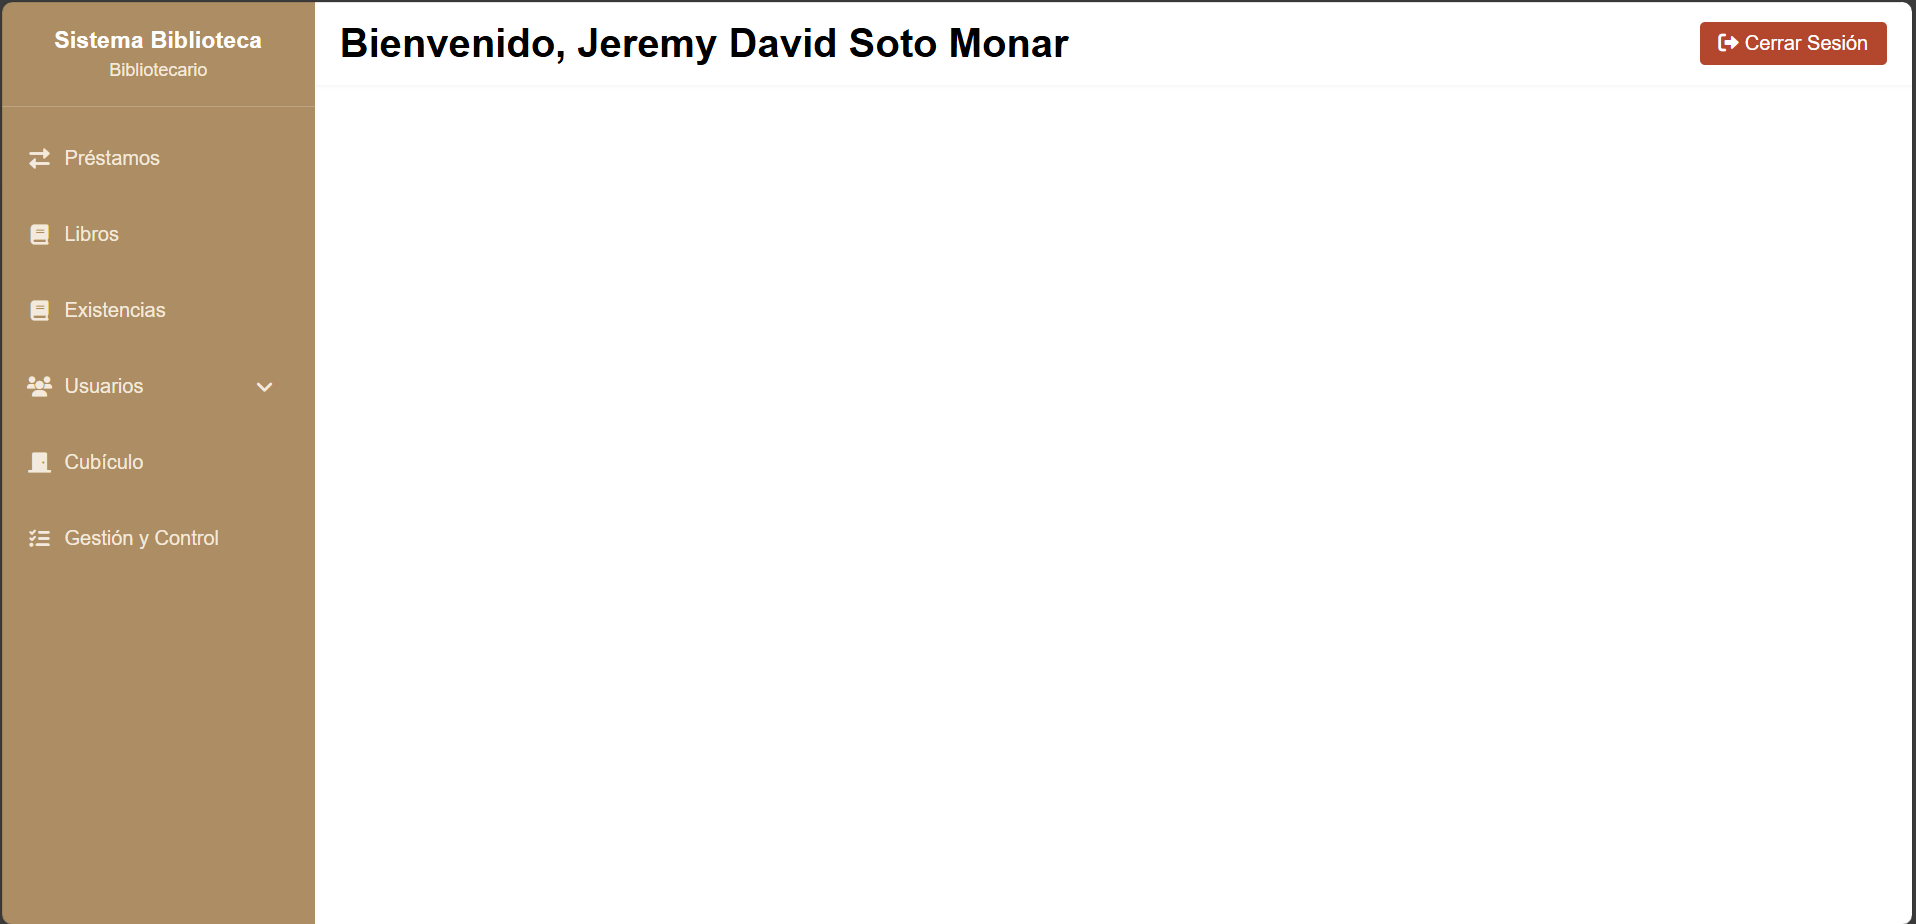 Sistema Biblioteca
Bibliotecario
Préstamos
Libros
Existencias
Usuarios
Cubículo
Gestión y Control
Bienvenido, Jeremy David Soto Monar
Cerrar Sesión